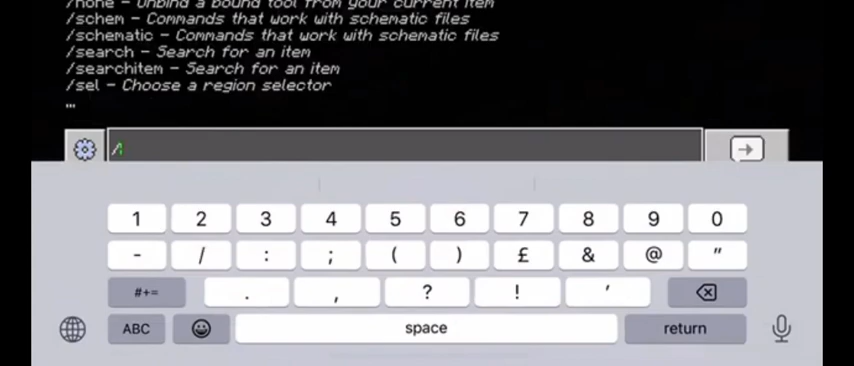 /none - Unbind a bound tool from your current item
/schem - Commands that work with schematic files
/schematic - Commands that work with schematic files
/search - Search for an item
/searchitem - Search for an item
/sel - Choose a region selector
...
/
1 2 3 4 5 6 7 8 9 0
- / : ; ( ) £ & @ "
#+= . , ? ! '
ABC space return